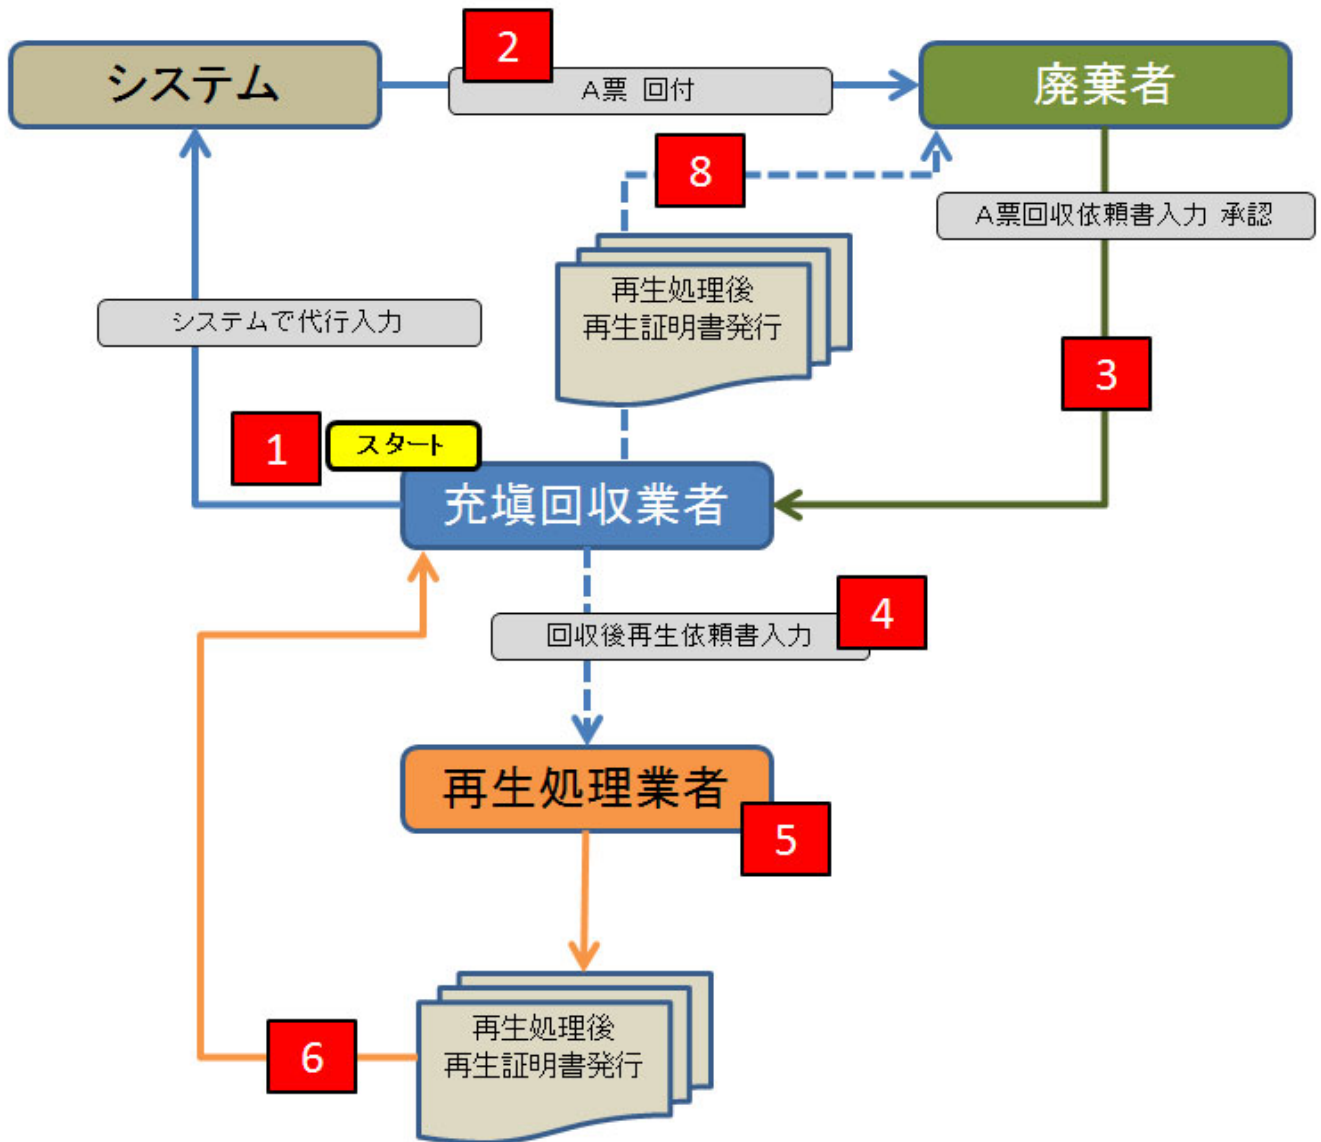 2
システム
A票 回付
廃棄者
8
A票回収依頼書入力 承認
再生処理後
再生証明書発行
システムで代行入力
3
1
スタート
充塡回収業者
4
回収後再生依頼書入力
再生処理業者
5
再生処理後
再生証明書発行
6